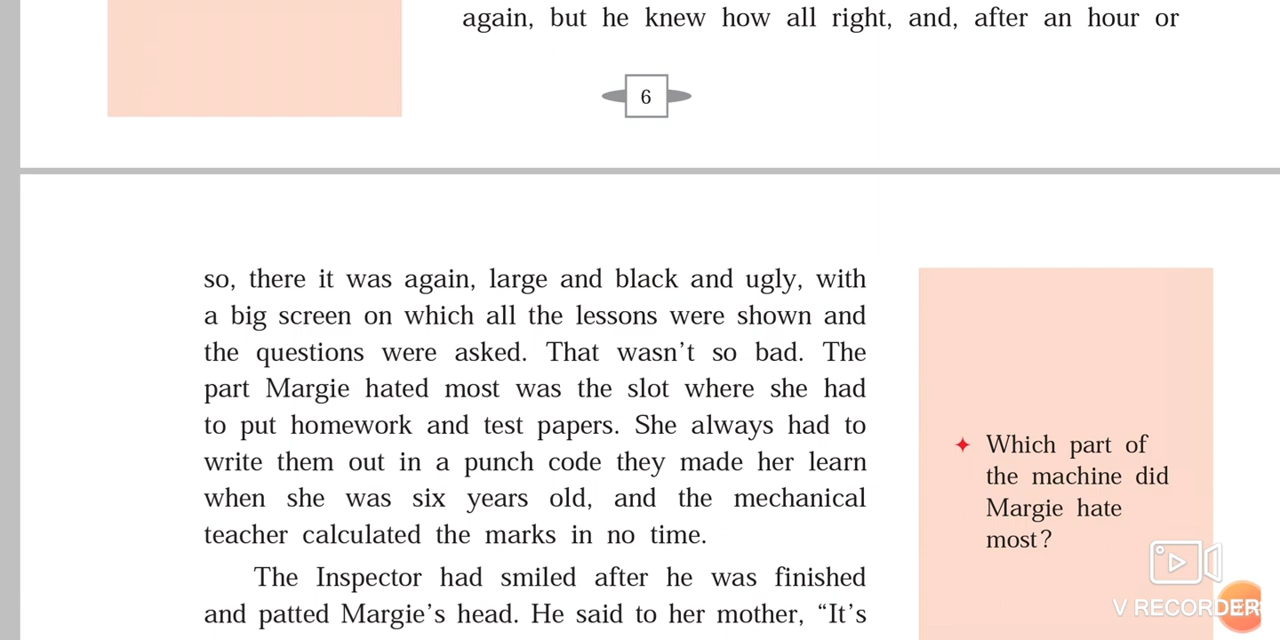 again, but he knew how all right, and, after an hour or
6
so, there it was again, large and black and ugly, with
a big screen on which all the lessons were shown and
the questions were asked. That wasn't so bad. The
part Margie hated most was the slot where she had
to put homework and test papers. She always had to
write them out in a punch code they made her learn
when she was six years old, and the mechanical
teacher calculated the marks in no time.
The Inspector had smiled after he was finished
and patted Margie's head. He said to her mother, “It's
✦ Which part of
the machine did
Margie hate
most?
V RECORDER